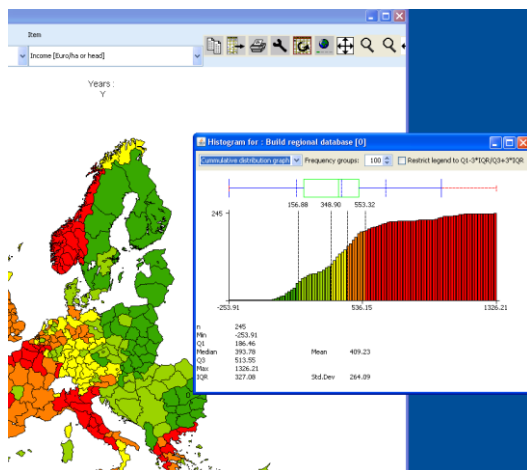 Item
Income [Euro/ha or head]
Years :
Y
Histogram for : Build regional database [0]
Cummulative distribution graph Frequency groups: 100 Restrict legend to Q1-3*IQR/Q3+3*IQR
156.88 348.90 553.32
245
-253.91 536.15 1326.21
n 245
Min -253.91
Q1 186.46
Median 393.78 Mean 409.23
Q3 513.55
Max 1326.21
IQR 327.08 Std.Dev 264.09